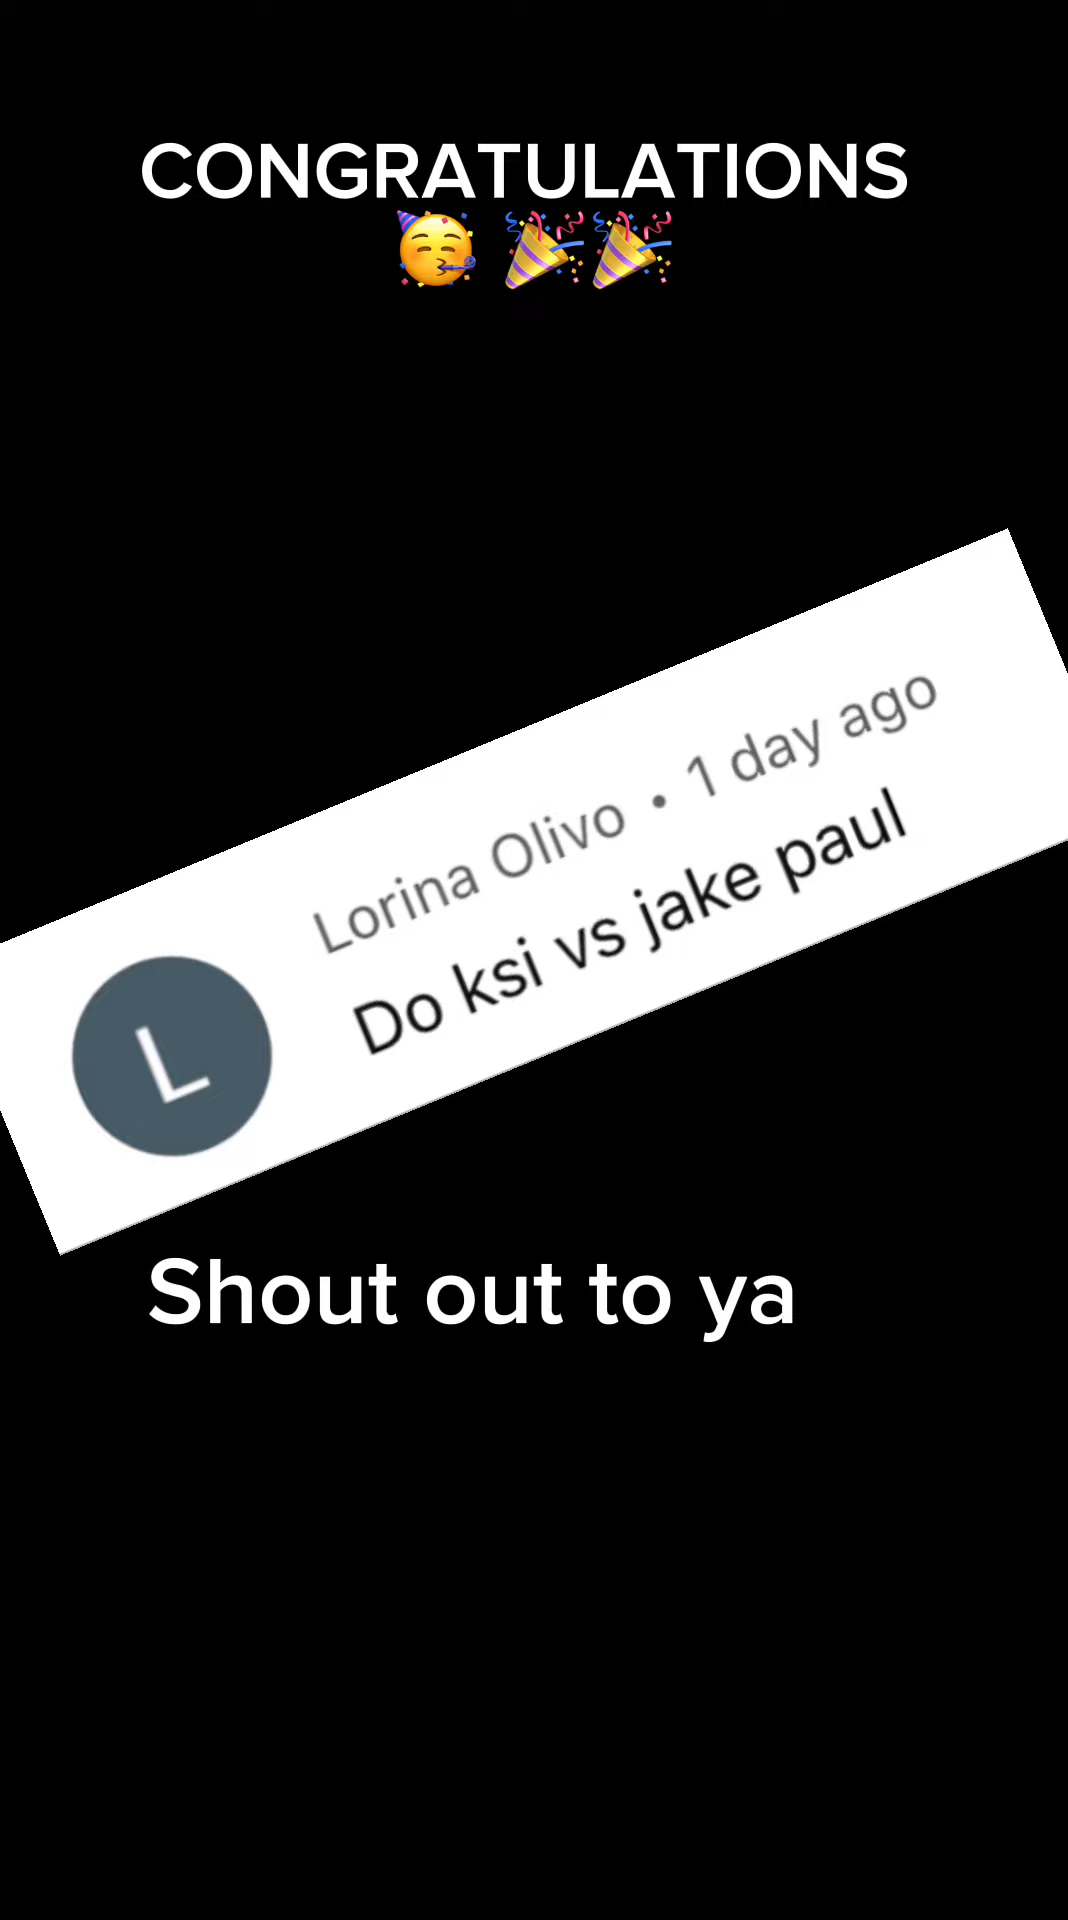 CONGRATULATIONS
🥳 🎉🎉
Lorina Olivo • 1 day ago
L
Do ksi vs jake paul
Shout out to ya